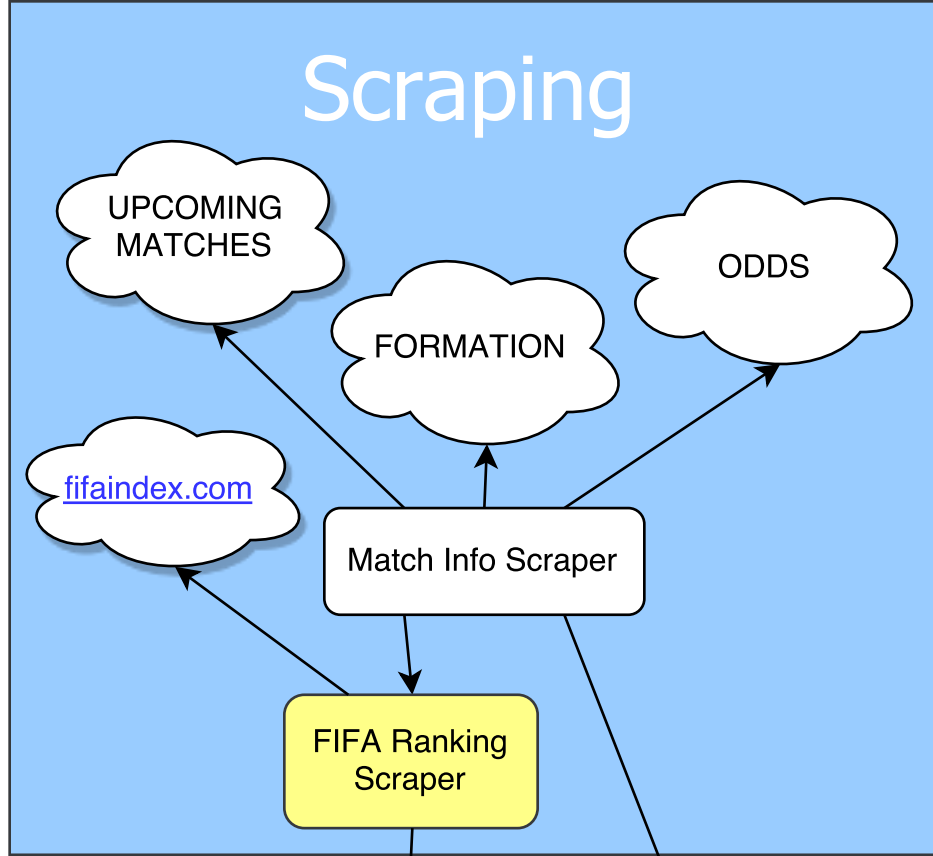 Scraping
UPCOMING
MATCHES
ODDS
FORMATION
fifaindex.com
Match Info Scraper
FIFA Ranking
Scraper